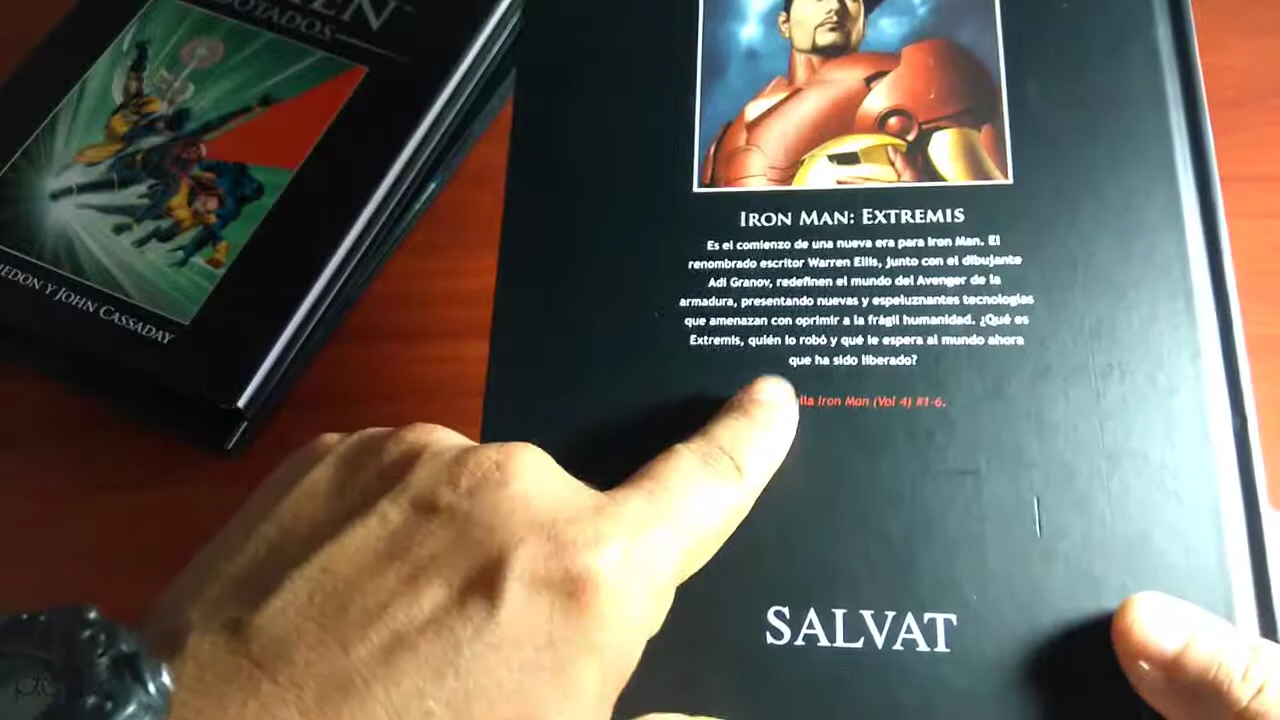 DOTADOS
JOHN CASSADAY
IRON MAN: EXTREMIS
Es el comienzo de una nueva era para Iron Man. El
renombrado escritor Warren Ellis, junto con el dibujante
Adi Granov, redefinen el mundo del Avenger de la
armadura, presentando nuevas y espeluznantes tecnologías
que amenazan con oprimir a la frágil humanidad. ¿Qué es
Extremis, quién lo robó y qué le espera al mundo ahora
que ha sido liberado?
Iron Man (Vol 4) #1-6.
SALVAT